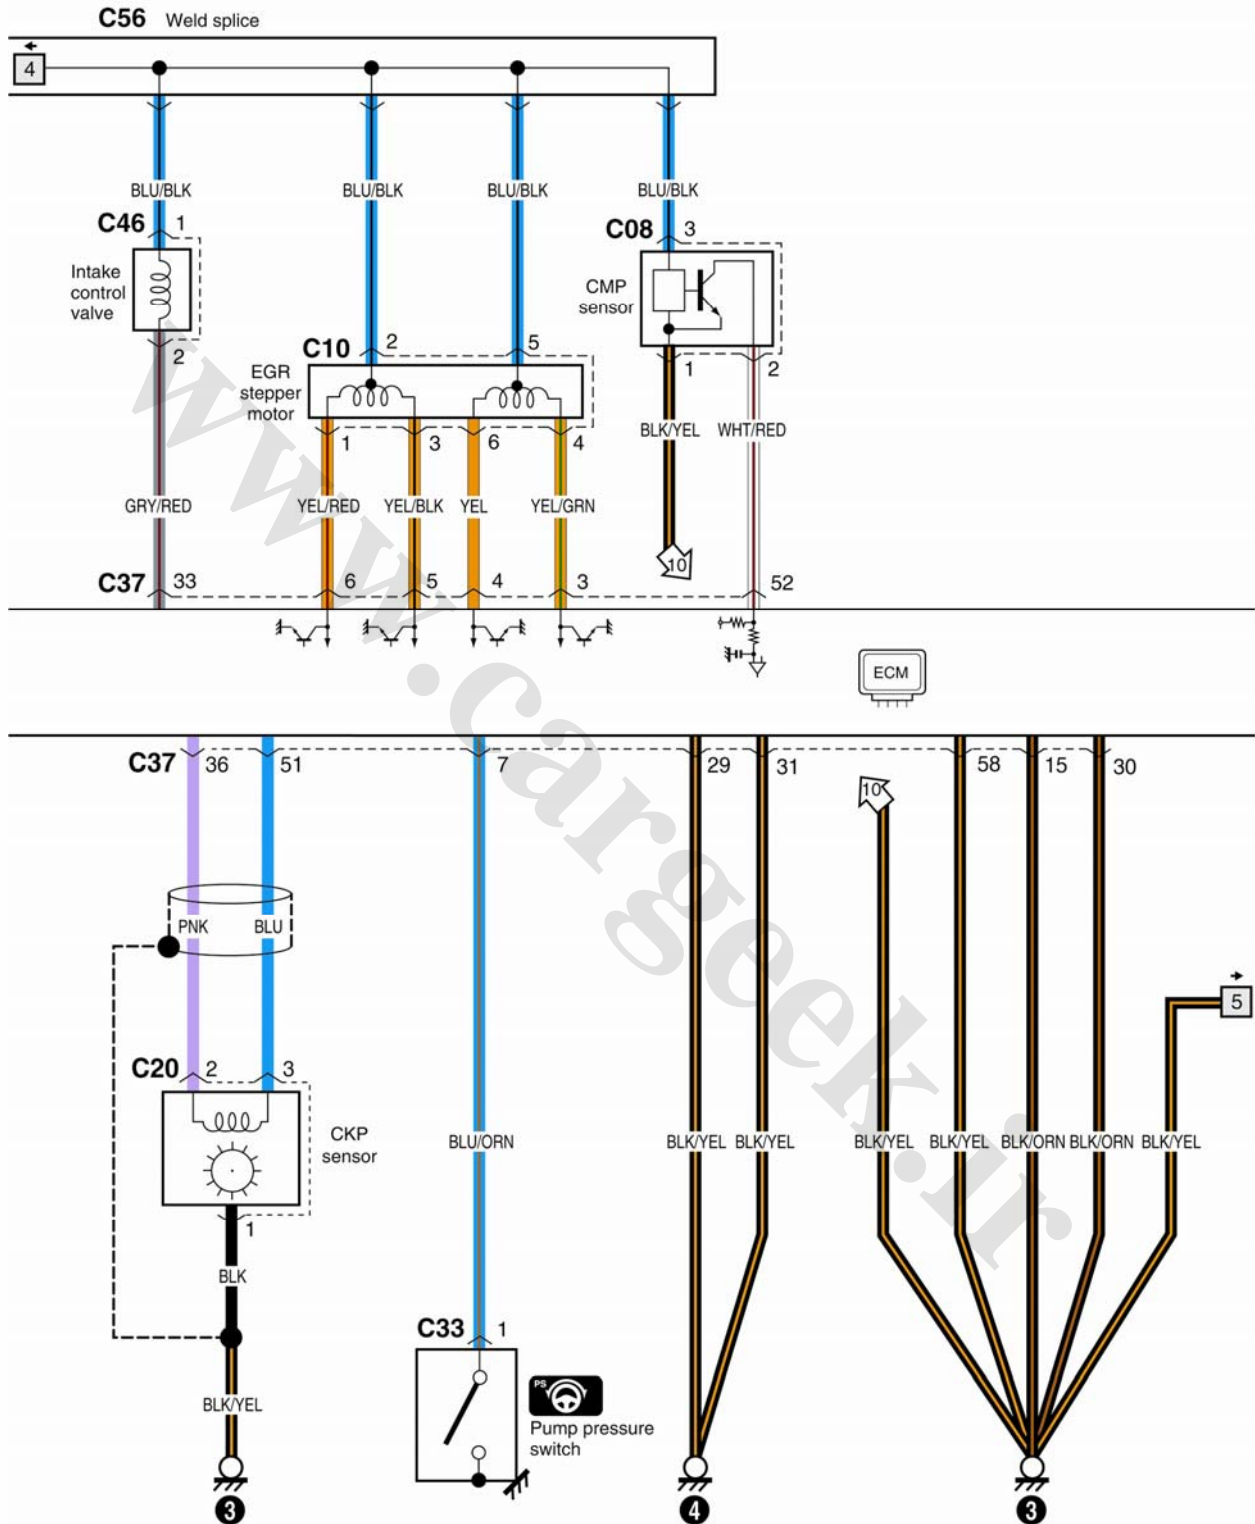 C56 Weld splice
4
BLU/BLK BLU/BLK BLU/BLK BLU/BLK
C46 1
C08 3
Intake
control
valve
CMP
sensor
2
C10 2 5
1 2
EGR
stepper
motor
1 3 6 4
BLK/YEL WHT/RED
GRY/RED YEL/RED YEL/BLK YEL YEL/GRN
10
C37 33 6 5 4 3 52
ECM
C37 36 51 7 29 31 58 15 30
10
PNK BLU
5
C20 2 3
CKP
sensor
BLU/ORN BLK/YEL BLK/YEL BLK/YEL BLK/YEL BLK/ORN BLK/ORN BLK/YEL
1
BLK
C33 1
PS
BLK/YEL
Pump pressure
switch
3 4 3
www.cargeek.ir